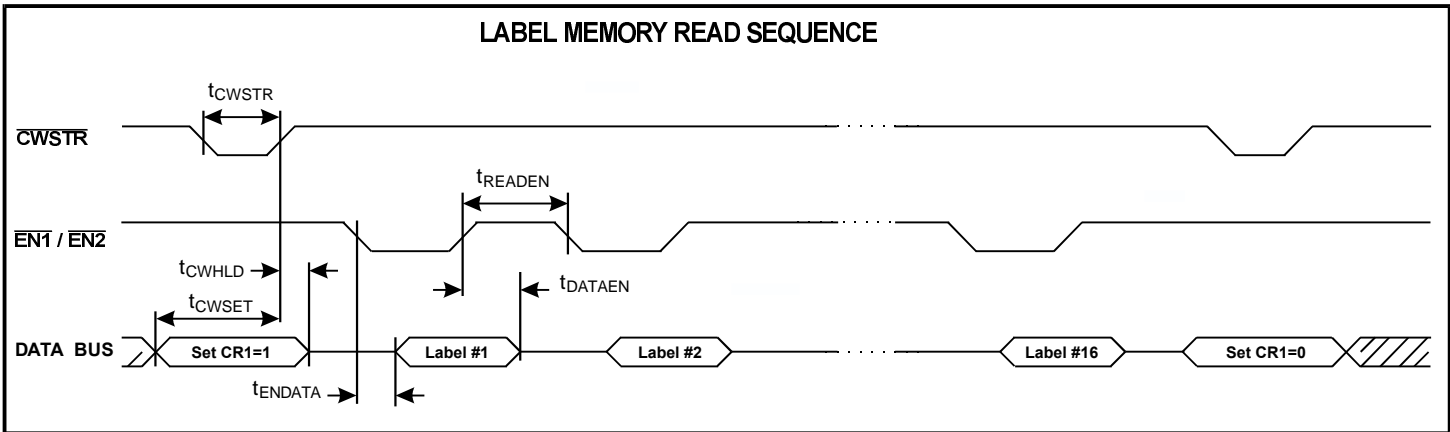 LABEL MEMORY READ SEQUENCE
tCWSTR
CWSTR
tREADEN
EN1 / EN2
tCWHLD
tDATAEN
tCWSET
DATA BUS Set CR1=1 Label #1 Label #2 Label #16 Set CR1=0
tENDATA